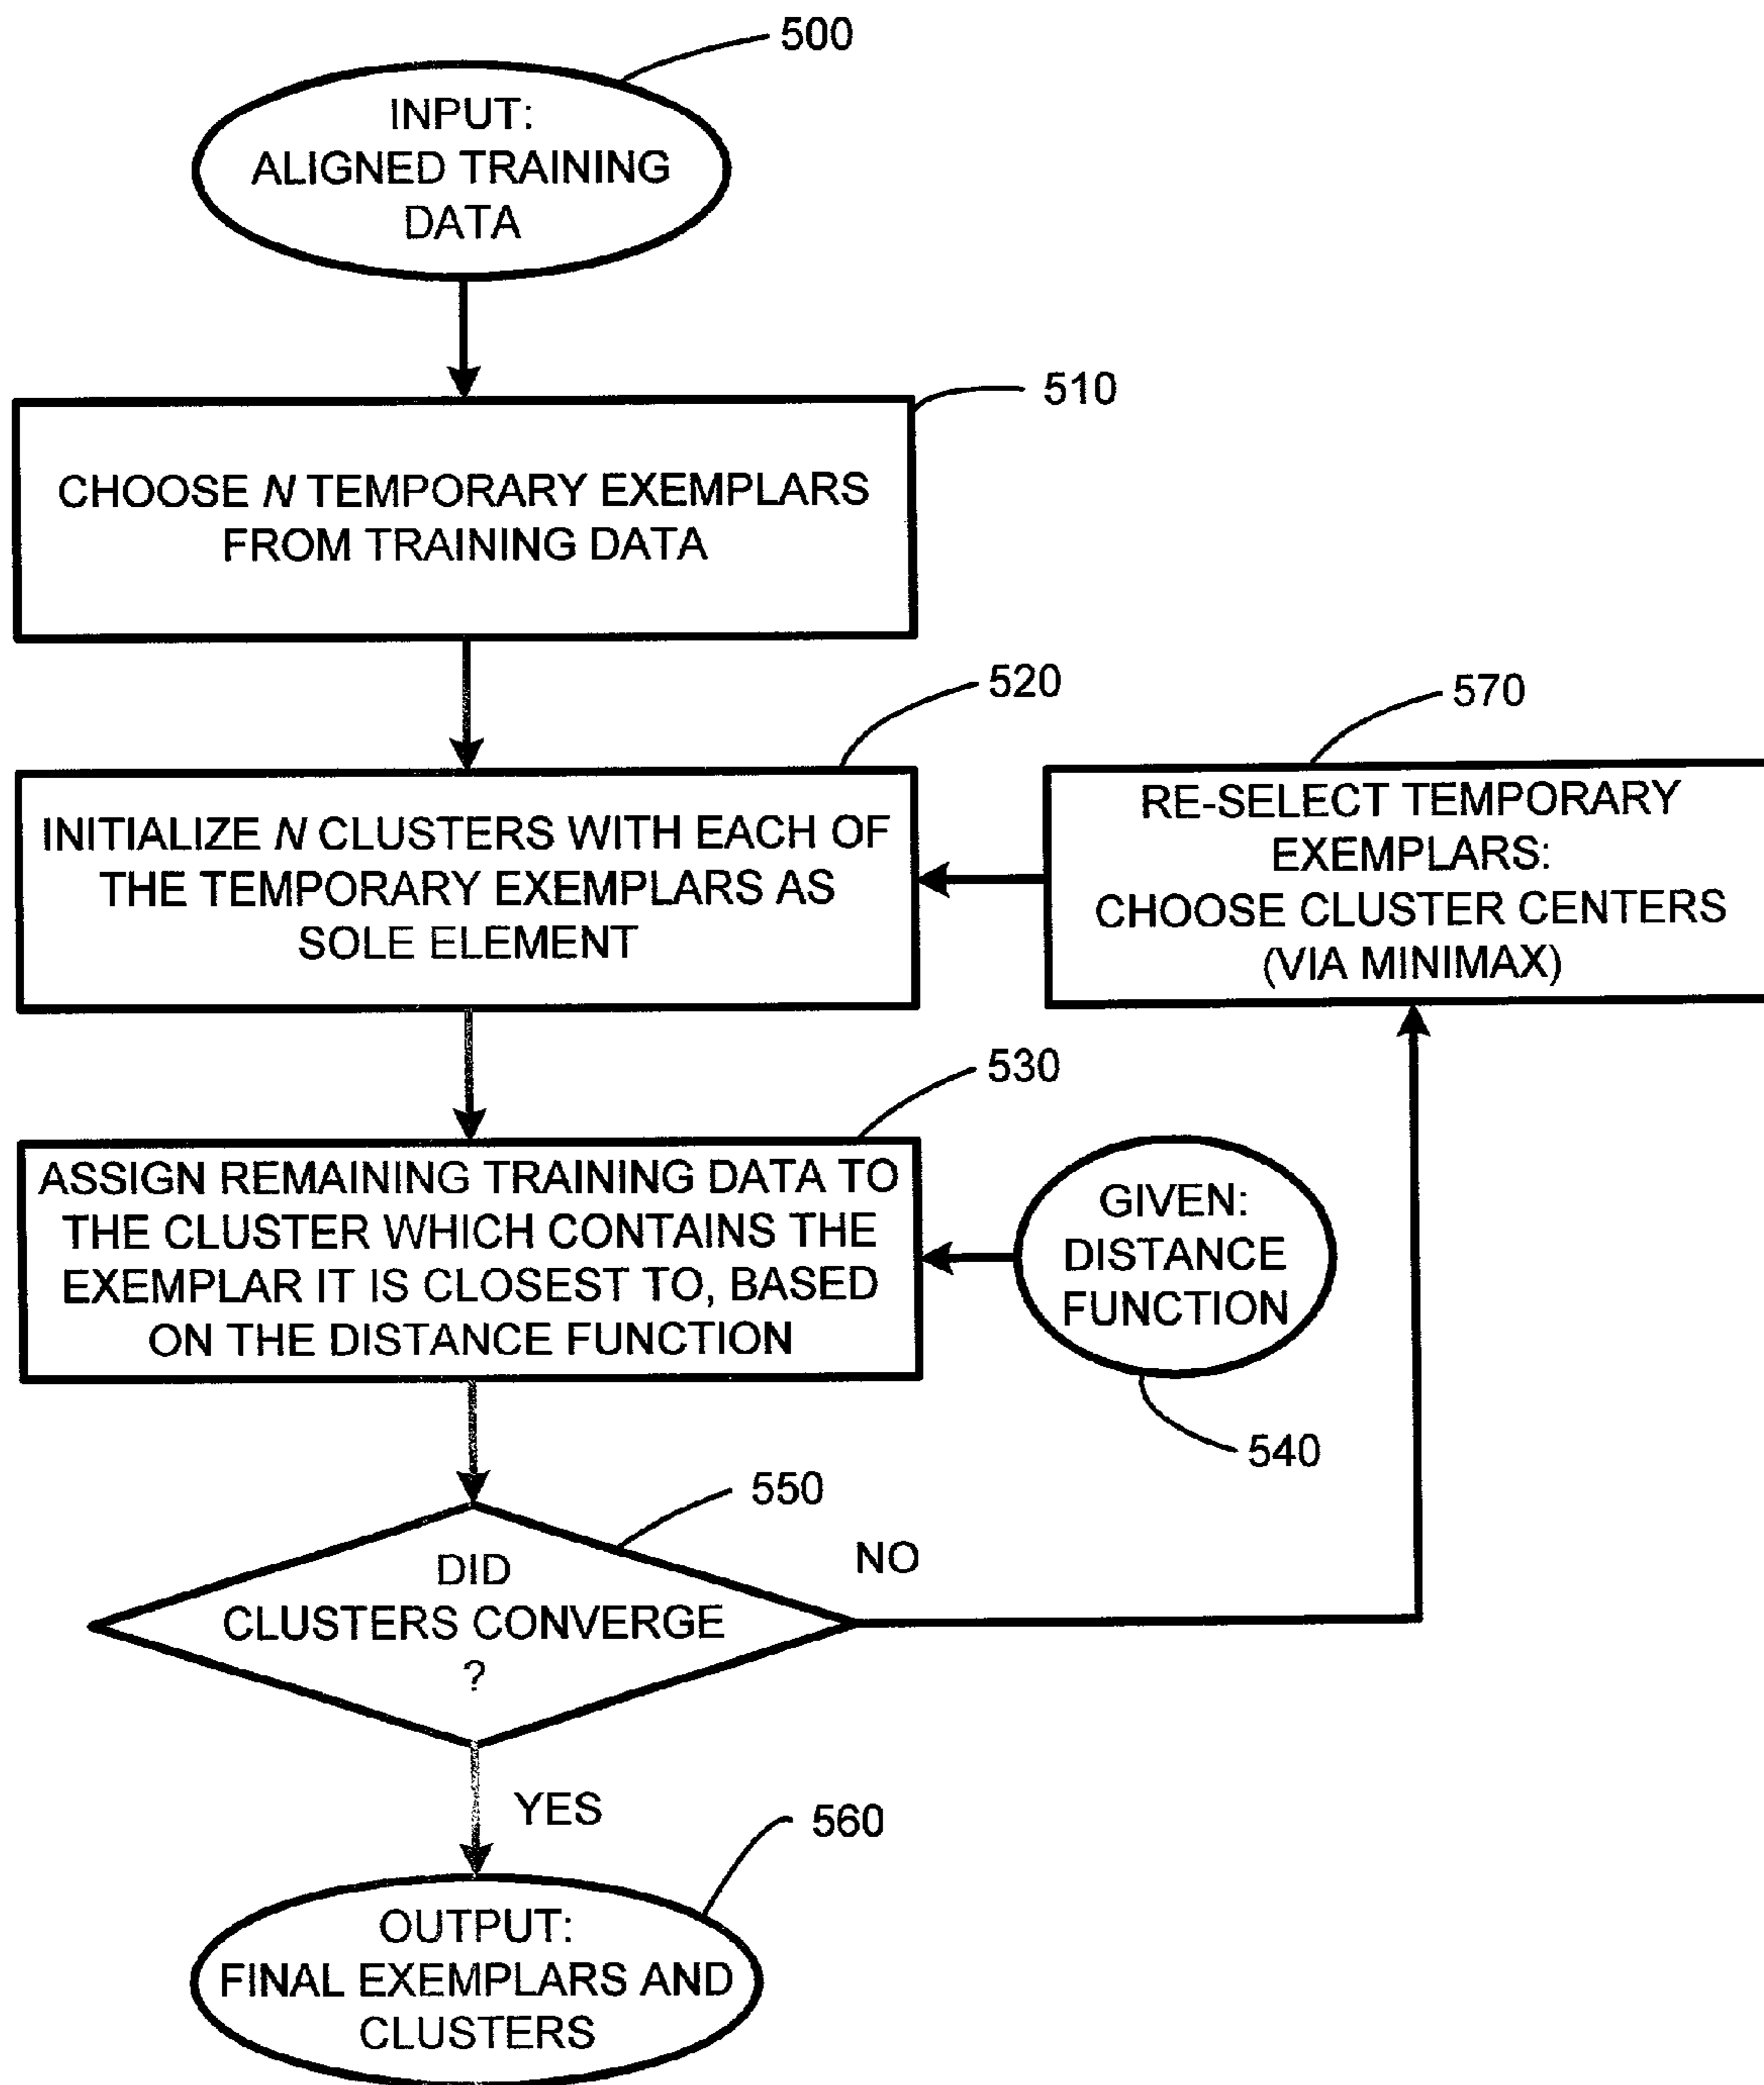 500
INPUT:
ALIGNED TRAINING
DATA
510
CHOOSE N TEMPORARY EXEMPLARS
FROM TRAINING DATA
520
INITIALIZE N CLUSTERS WITH EACH OF
THE TEMPORARY EXEMPLARS AS
SOLE ELEMENT
570
RE-SELECT TEMPORARY
EXEMPLARS:
CHOOSE CLUSTER CENTERS
(VIA MINIMAX)
530
ASSIGN REMAINING TRAINING DATA TO
THE CLUSTER WHICH CONTAINS THE
EXEMPLAR IT IS CLOSEST TO, BASED
ON THE DISTANCE FUNCTION
GIVEN:
DISTANCE
FUNCTION
540
550
DID
CLUSTERS CONVERGE
?
NO
YES
560
OUTPUT:
FINAL EXEMPLARS AND
CLUSTERS